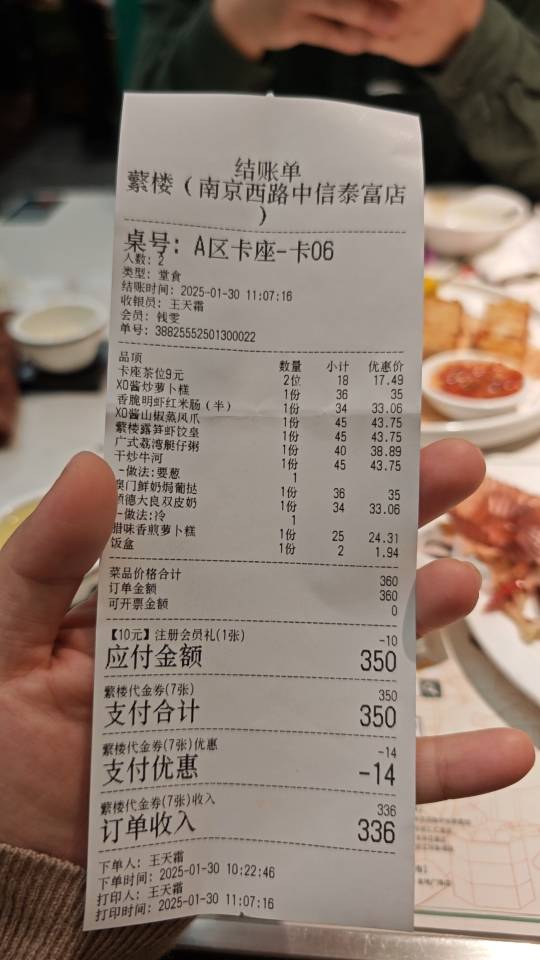 结账单
蘩楼（南京西路中信泰富店
）
桌号: A区卡座-卡06
人数: 2
类型: 堂食
结账时间: 2025-01-30 11:07:16
收银员: 王天霜
会员: 钱雯
单号: 38825552501300022
品项 数量 小计 优惠价
卡座茶位9元 2位 18 17.49
XO酱炒萝卜糕 1份 36 35
香脆明虾红米肠（半） 1份 34 33.06
XO酱山椒蒸凤爪 1份 45 43.75
蘩楼露笋虾饺皇 1份 45 43.75
广式荔湾艇仔粥 1份 40 38.89
干炒牛河 1份 45 43.75
-做法:要葱 1
澳门鲜奶焗葡挞 1份 36 35
顺德大良双皮奶 1份 34 33.06
-做法:冷 1
腊味香煎萝卜糕 1份 25 24.31
饭盒 1份 2 1.94
菜品价格合计 360
订单金额 360
可开票金额 0
【10元】注册会员礼(1张) -10
应付金额 350
蘩楼代金券(7张) 350
支付合计 350
蘩楼代金券(7张)优惠 -14
支付优惠 -14
蘩楼代金券(7张)收入 336
订单收入 336
下单人: 王天霜
下单时间: 2025-01-30 10:22:46
打印人: 王天霜
打印时间: 2025-01-30 11:07:16